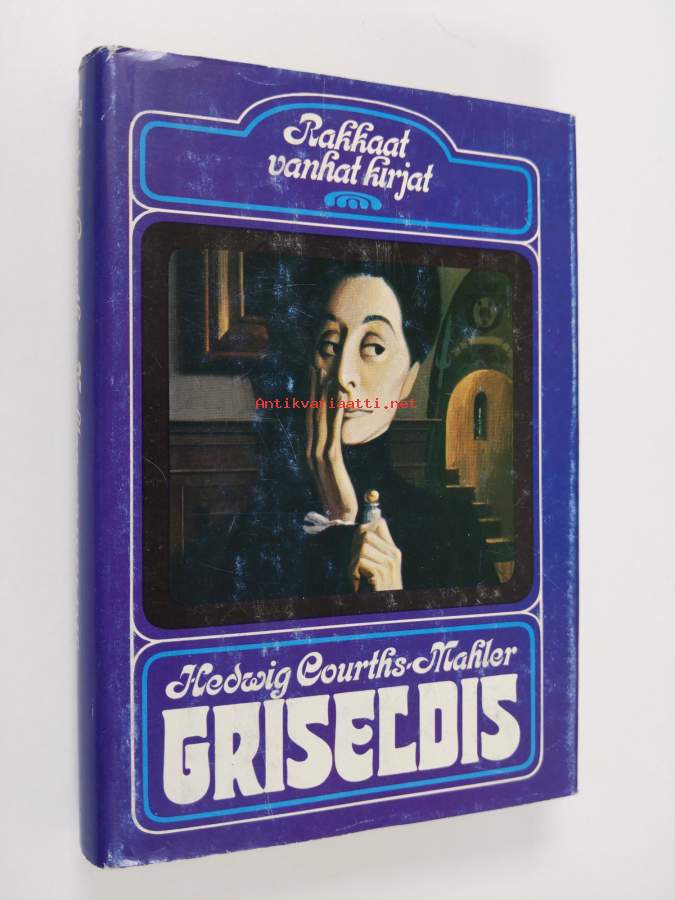 Rakkaat
vanhat kirjat
Antikvariaatti.net
Hedwig Courths-Mahler
GRISELDIS